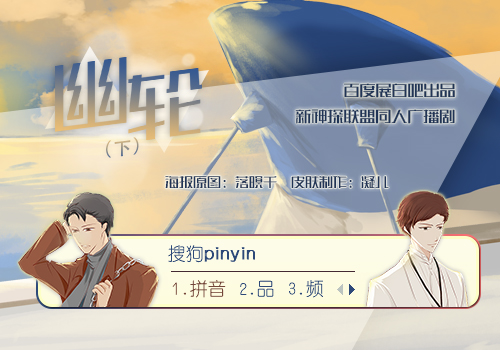 幽轮
（下）
百度展日吧出品
新神探联盟同人广播剧
海报原图：落暝千 皮肤制作：凝儿
搜狗pinyin
1.拼音 2.品 3.频